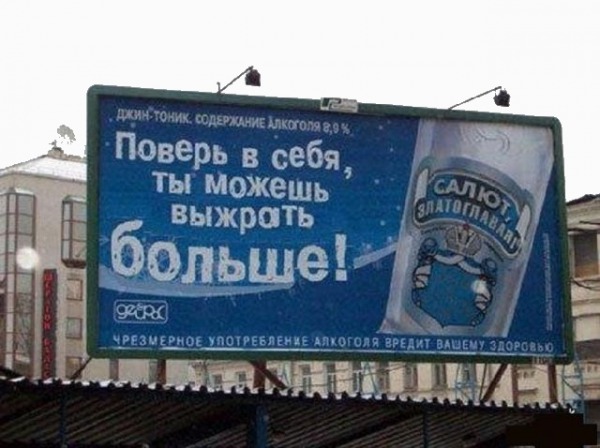 ДЖИН-ТОНИК. СОДЕРЖАНИЕ АЛКОГОЛЯ 8,9 %
Поверь в себя,
ты можешь
выжрать
больше!
САЛЮТ,
ЗЛАТОГЛАВАЯ!
ЧРЕЗМЕРНОЕ УПОТРЕБЛЕНИЕ АЛКОГОЛЯ ВРЕДИТ ВАШЕМУ ЗДОРОВЬЮ